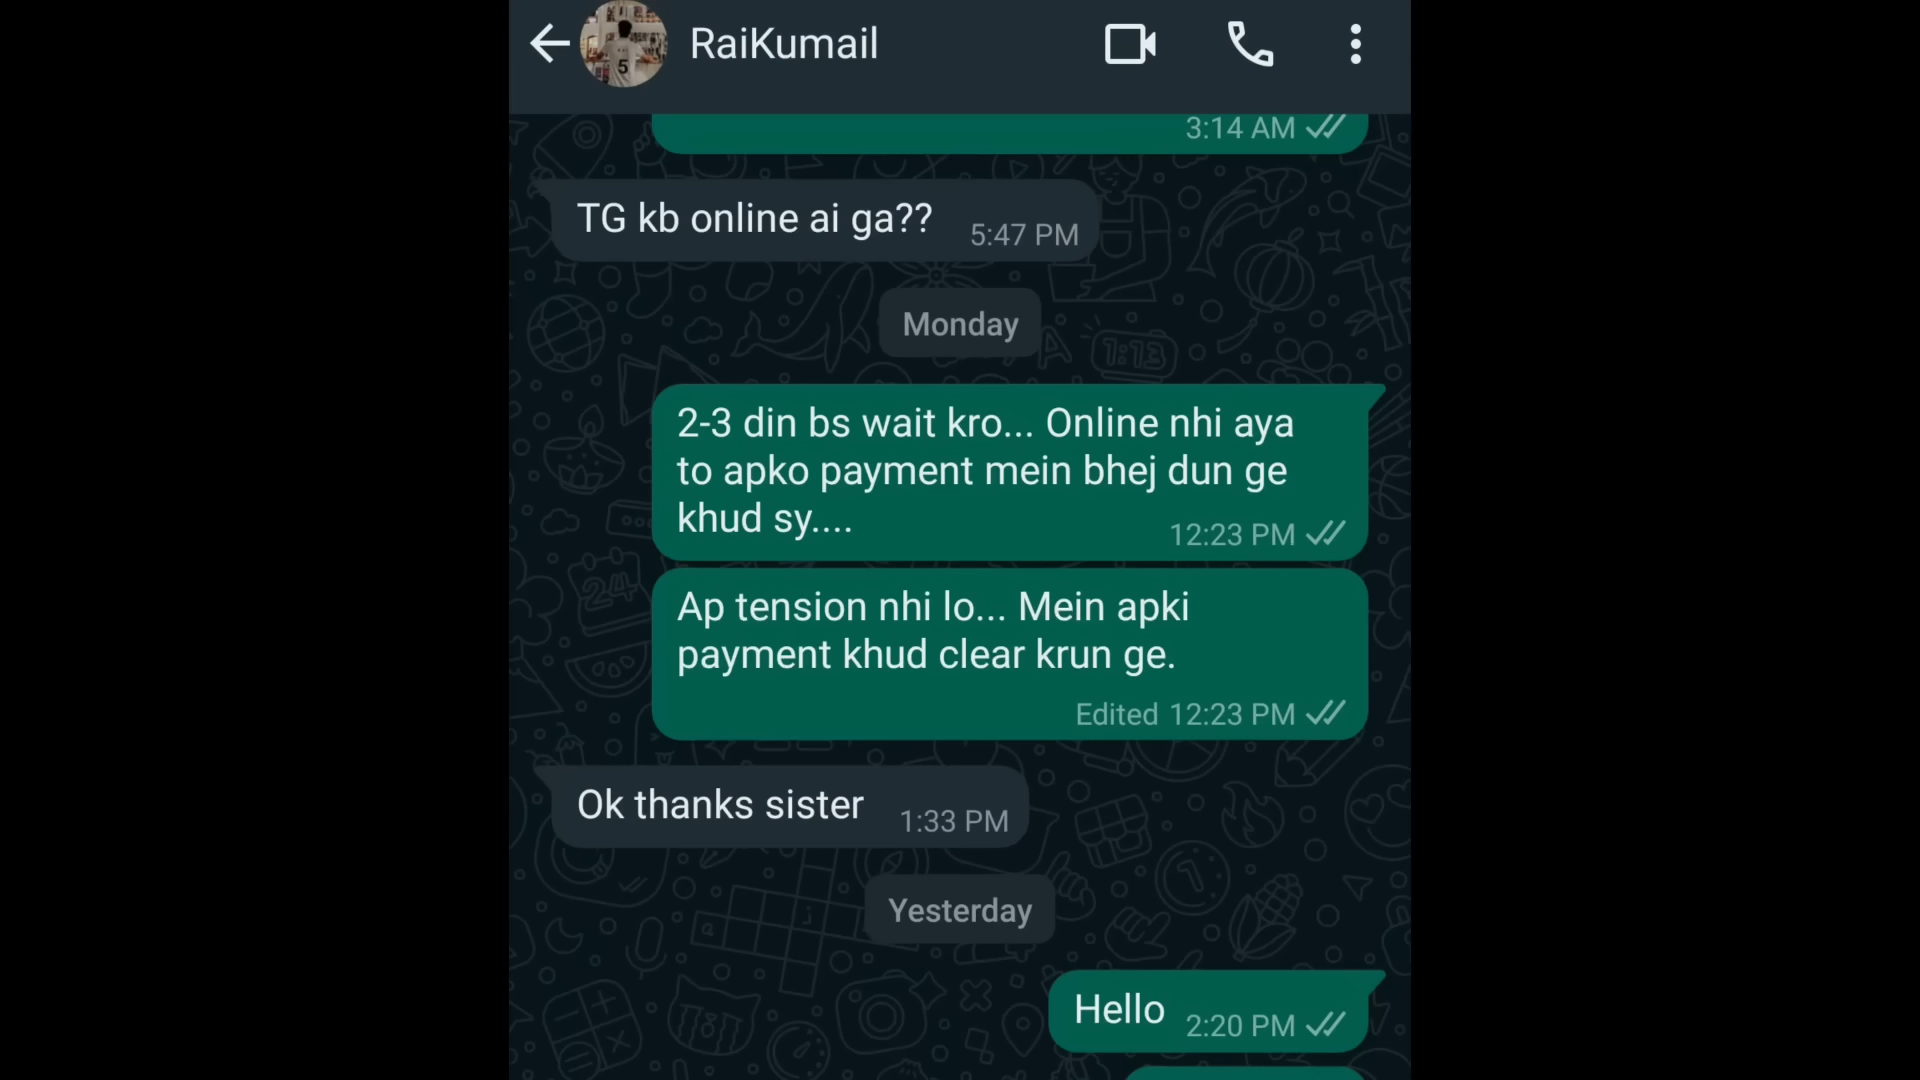 RaiKumail
3:14 AM
TG kb online ai ga??
5:47 PM
Monday
2-3 din bs wait kro... Online nhi aya
to apko payment mein bhej dun ge
khud sy....
12:23 PM
Ap tension nhi lo... Mein apki
payment khud clear krun ge.
Edited 12:23 PM
Ok thanks sister
1:33 PM
Yesterday
Hello
2:20 PM